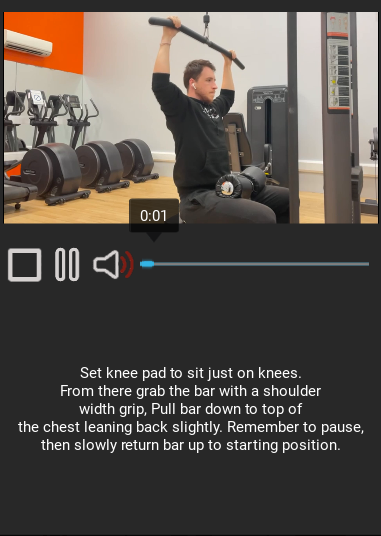 0:01
Set knee pad to sit just on knees.
From there grab the bar with a shoulder
width grip, Pull bar down to top of
the chest leaning back slightly. Remember to pause,
then slowly return bar up to starting position.